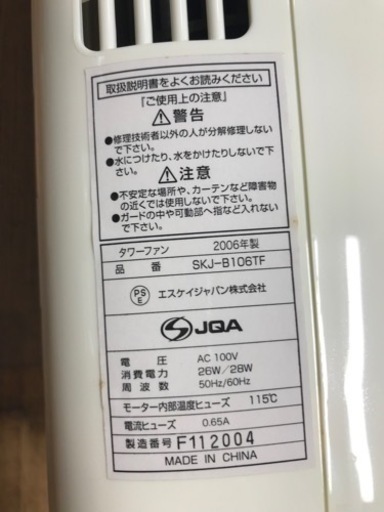 取扱説明書をよくお読みください
「ご使用上の注意」
警告
●修理技術者以外の人が分解修理しない
で下さい。
●水につけたり、水をかけたりしないで
下さい。
注意
●不安定な場所や、カーテンなど障害物
の近くでは使用しないで下さい。
●ガードの中や可動部へ指など入れない
で下さい。
タワーファン 2006年製
品番 SKJ-B106TF
PSE エスケイジャパン株式会社
S JQA
電圧 AC 100V
消費電力 26W/28W
周波数 50Hz/60Hz
モーター内部温度ヒューズ 115℃
電流ヒューズ 0.65A
製造番号 F112004
MADE IN CHINA